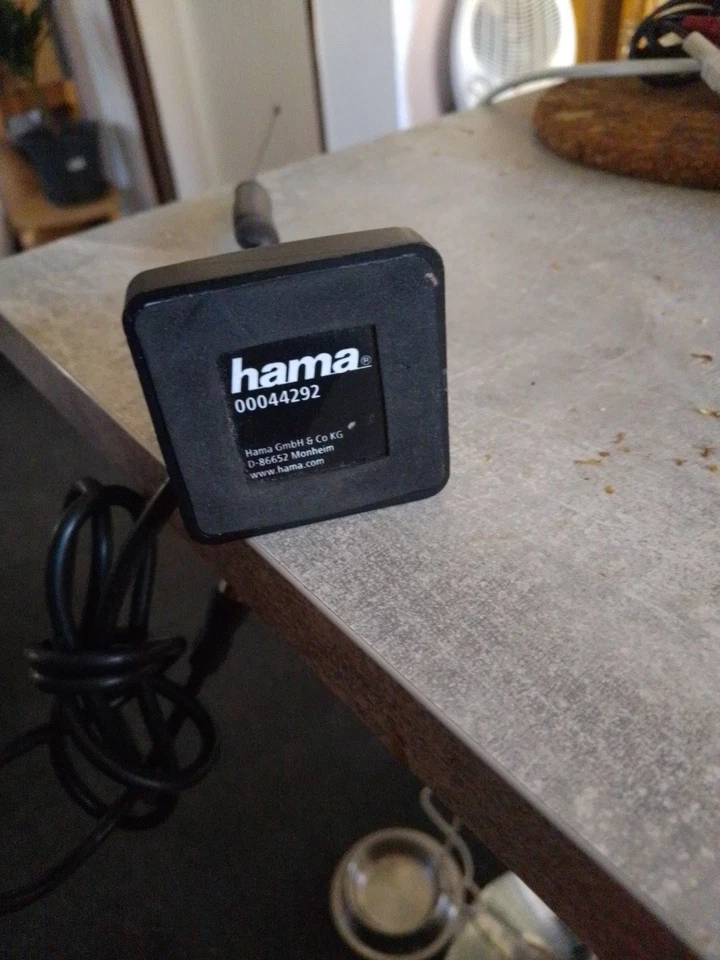 hama®
00044292
Hama GmbH & Co KG
D-86652 Monheim
www.hama.com